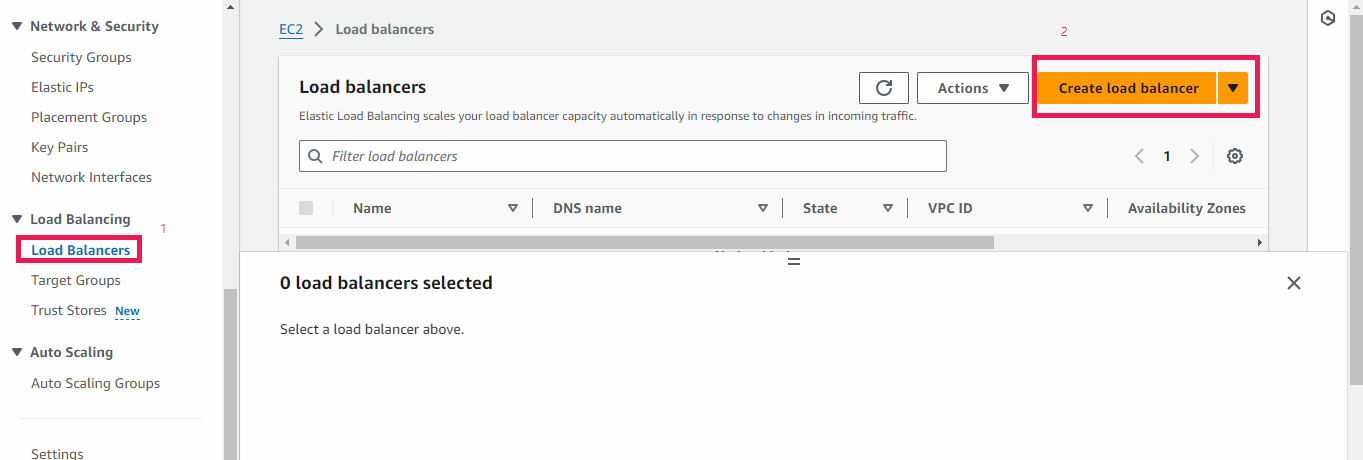 Network & Security
Security Groups
Elastic IPs
Placement Groups
Key Pairs
Network Interfaces
Load Balancing
1
Load Balancers
Target Groups
Trust Stores New
Auto Scaling
Auto Scaling Groups
Settings
EC2 > Load balancers
2
Load balancers
Actions
Create load balancer
Elastic Load Balancing scales your load balancer capacity automatically in response to changes in incoming traffic.
Filter load balancers
1
Name DNS name State VPC ID Availability Zones
0 load balancers selected
Select a load balancer above.